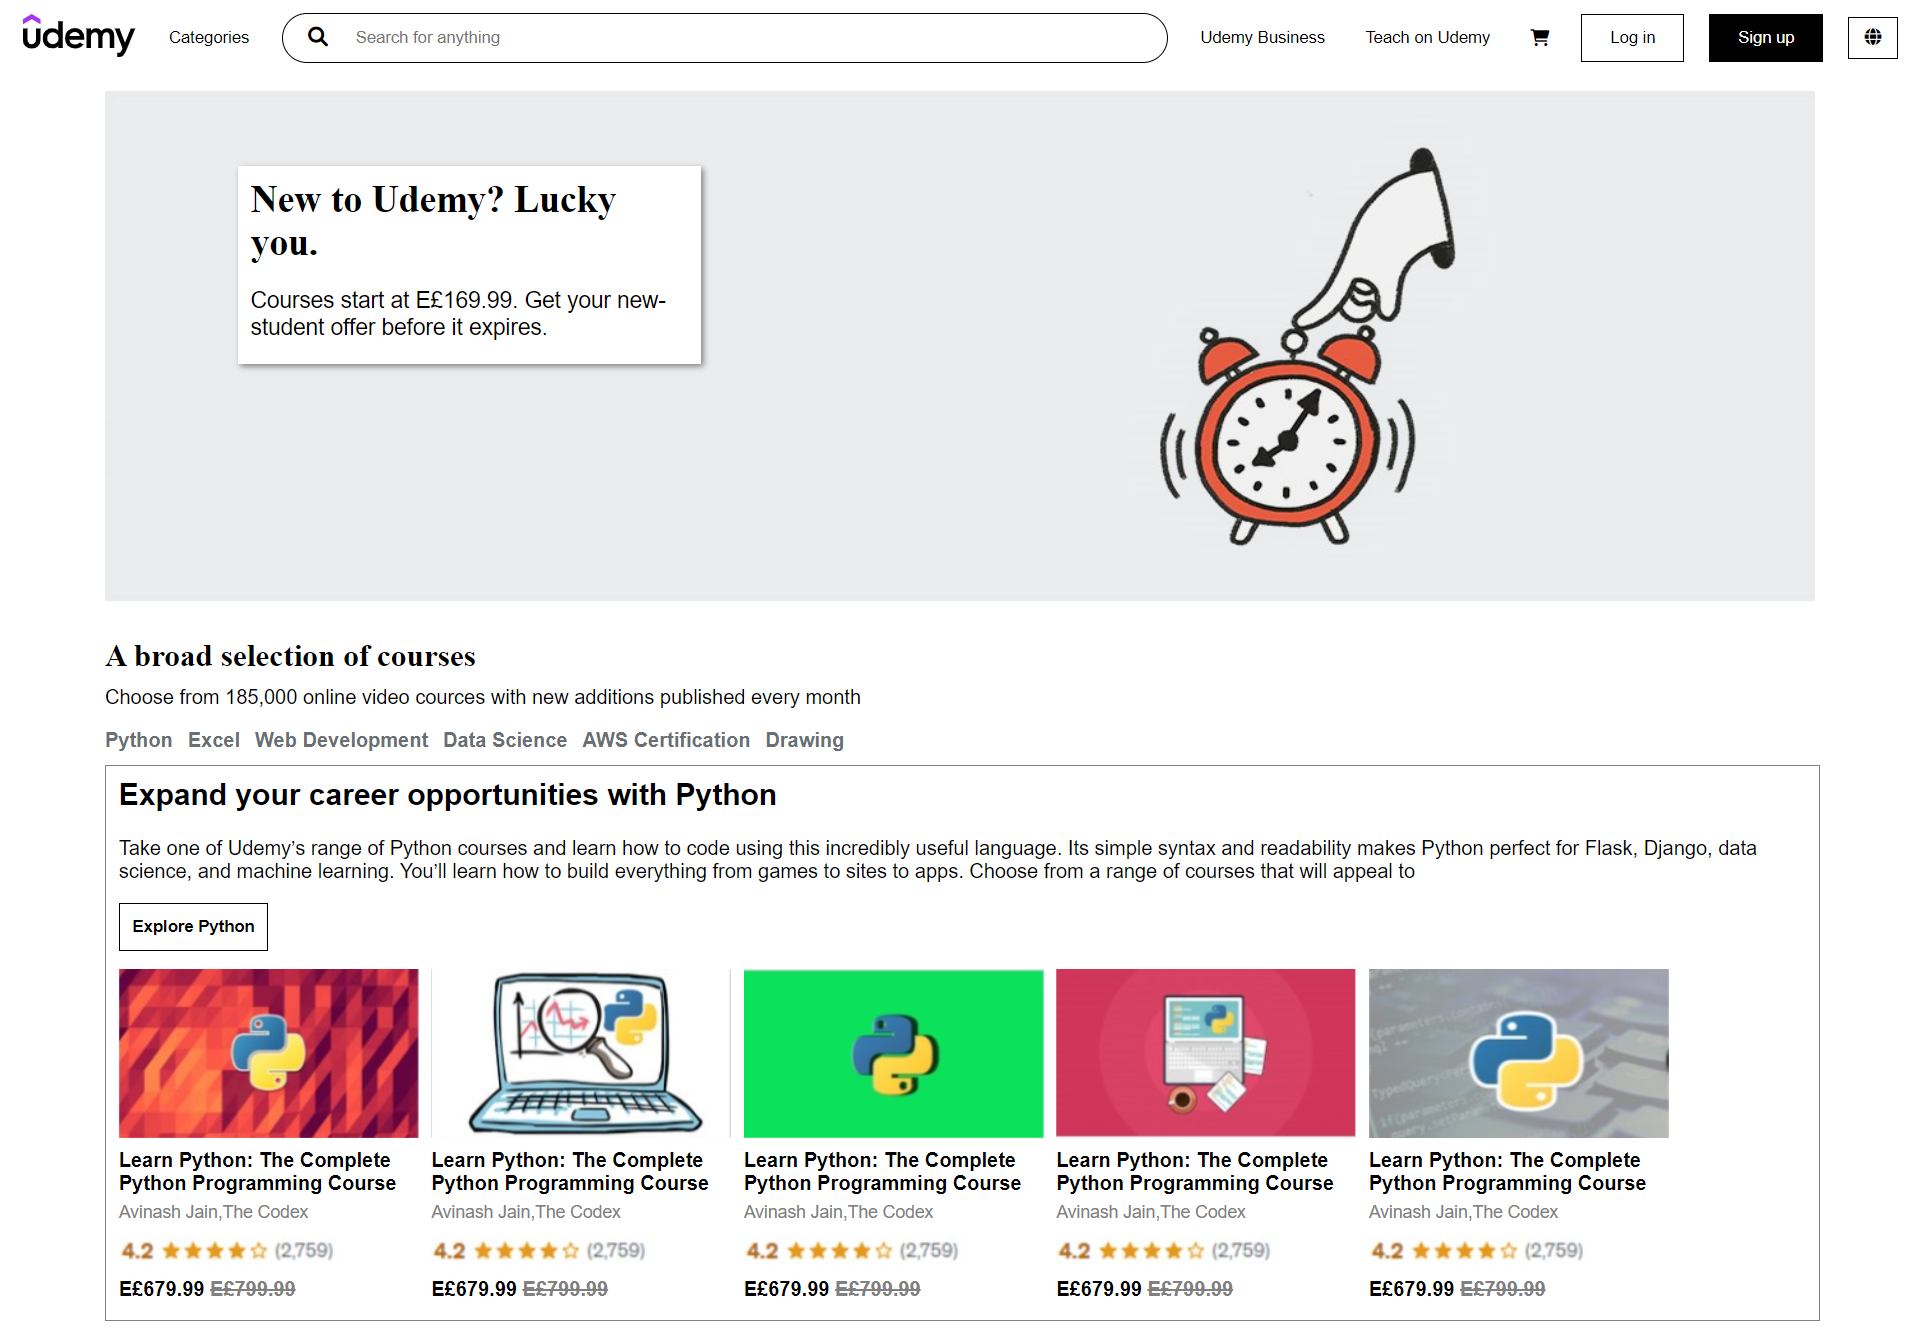 udemy
Categories
Search for anything
Udemy Business
Teach on Udemy
Log in
Sign up
New to Udemy? Lucky
you.
Courses start at E£169.99. Get your new-
student offer before it expires.
A broad selection of courses
Choose from 185,000 online video cources with new additions published every month
Python Excel Web Development Data Science AWS Certification Drawing
Expand your career opportunities with Python
Take one of Udemy’s range of Python courses and learn how to code using this incredibly useful language. Its simple syntax and readability makes Python perfect for Flask, Django, data
science, and machine learning. You’ll learn how to build everything from games to sites to apps. Choose from a range of courses that will appeal to
Explore Python
Learn Python: The Complete
Python Programming Course
Avinash Jain,The Codex
4.2 (2,759)
E£679.99 E£799.99
Learn Python: The Complete
Python Programming Course
Avinash Jain,The Codex
4.2 (2,759)
E£679.99 E£799.99
Learn Python: The Complete
Python Programming Course
Avinash Jain,The Codex
4.2 (2,759)
E£679.99 E£799.99
Learn Python: The Complete
Python Programming Course
Avinash Jain,The Codex
4.2 (2,759)
E£679.99 E£799.99
Learn Python: The Complete
Python Programming Course
Avinash Jain,The Codex
4.2 (2,759)
E£679.99 E£799.99